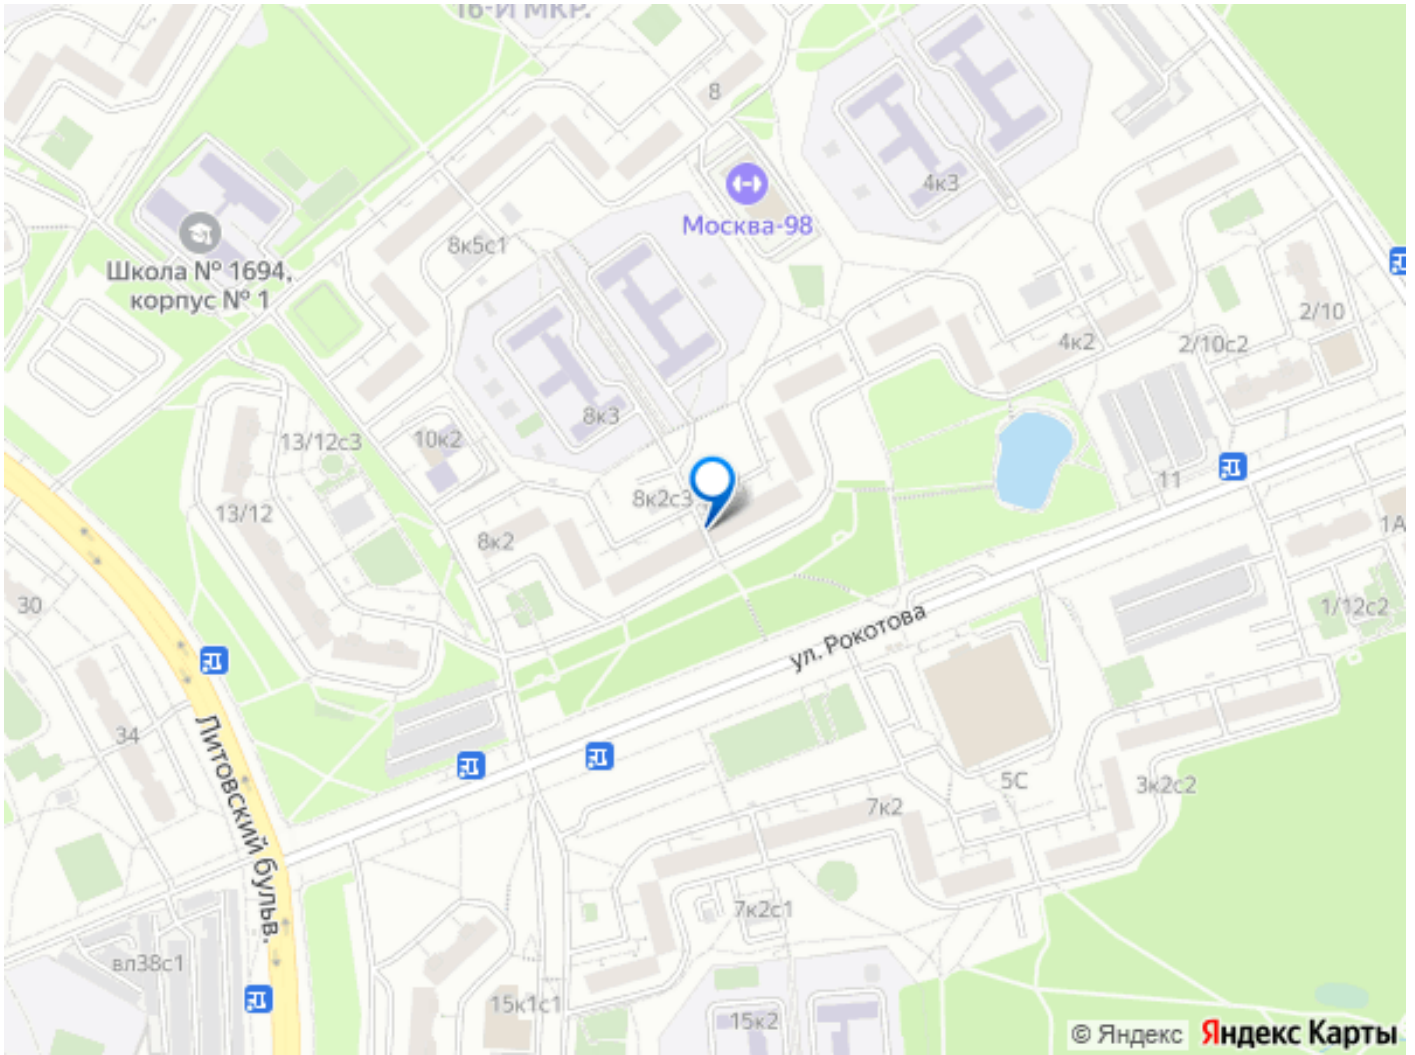 16-Й МКР.
8
4к3
Москва-98
8к5с1
Школа № 1694,
корпус № 1
2/10
4к2
2/10с2
8к3
10к2
13/12с3
11
8к2с3
13/12
8к2
1А
30
1/12с2
ул. Рокотова
Литовский бульв.
34
5С
3к2с2
7к2
7к2с1
вл38с1
15к1с1
15к2
© Яндекс Яндекс Карты